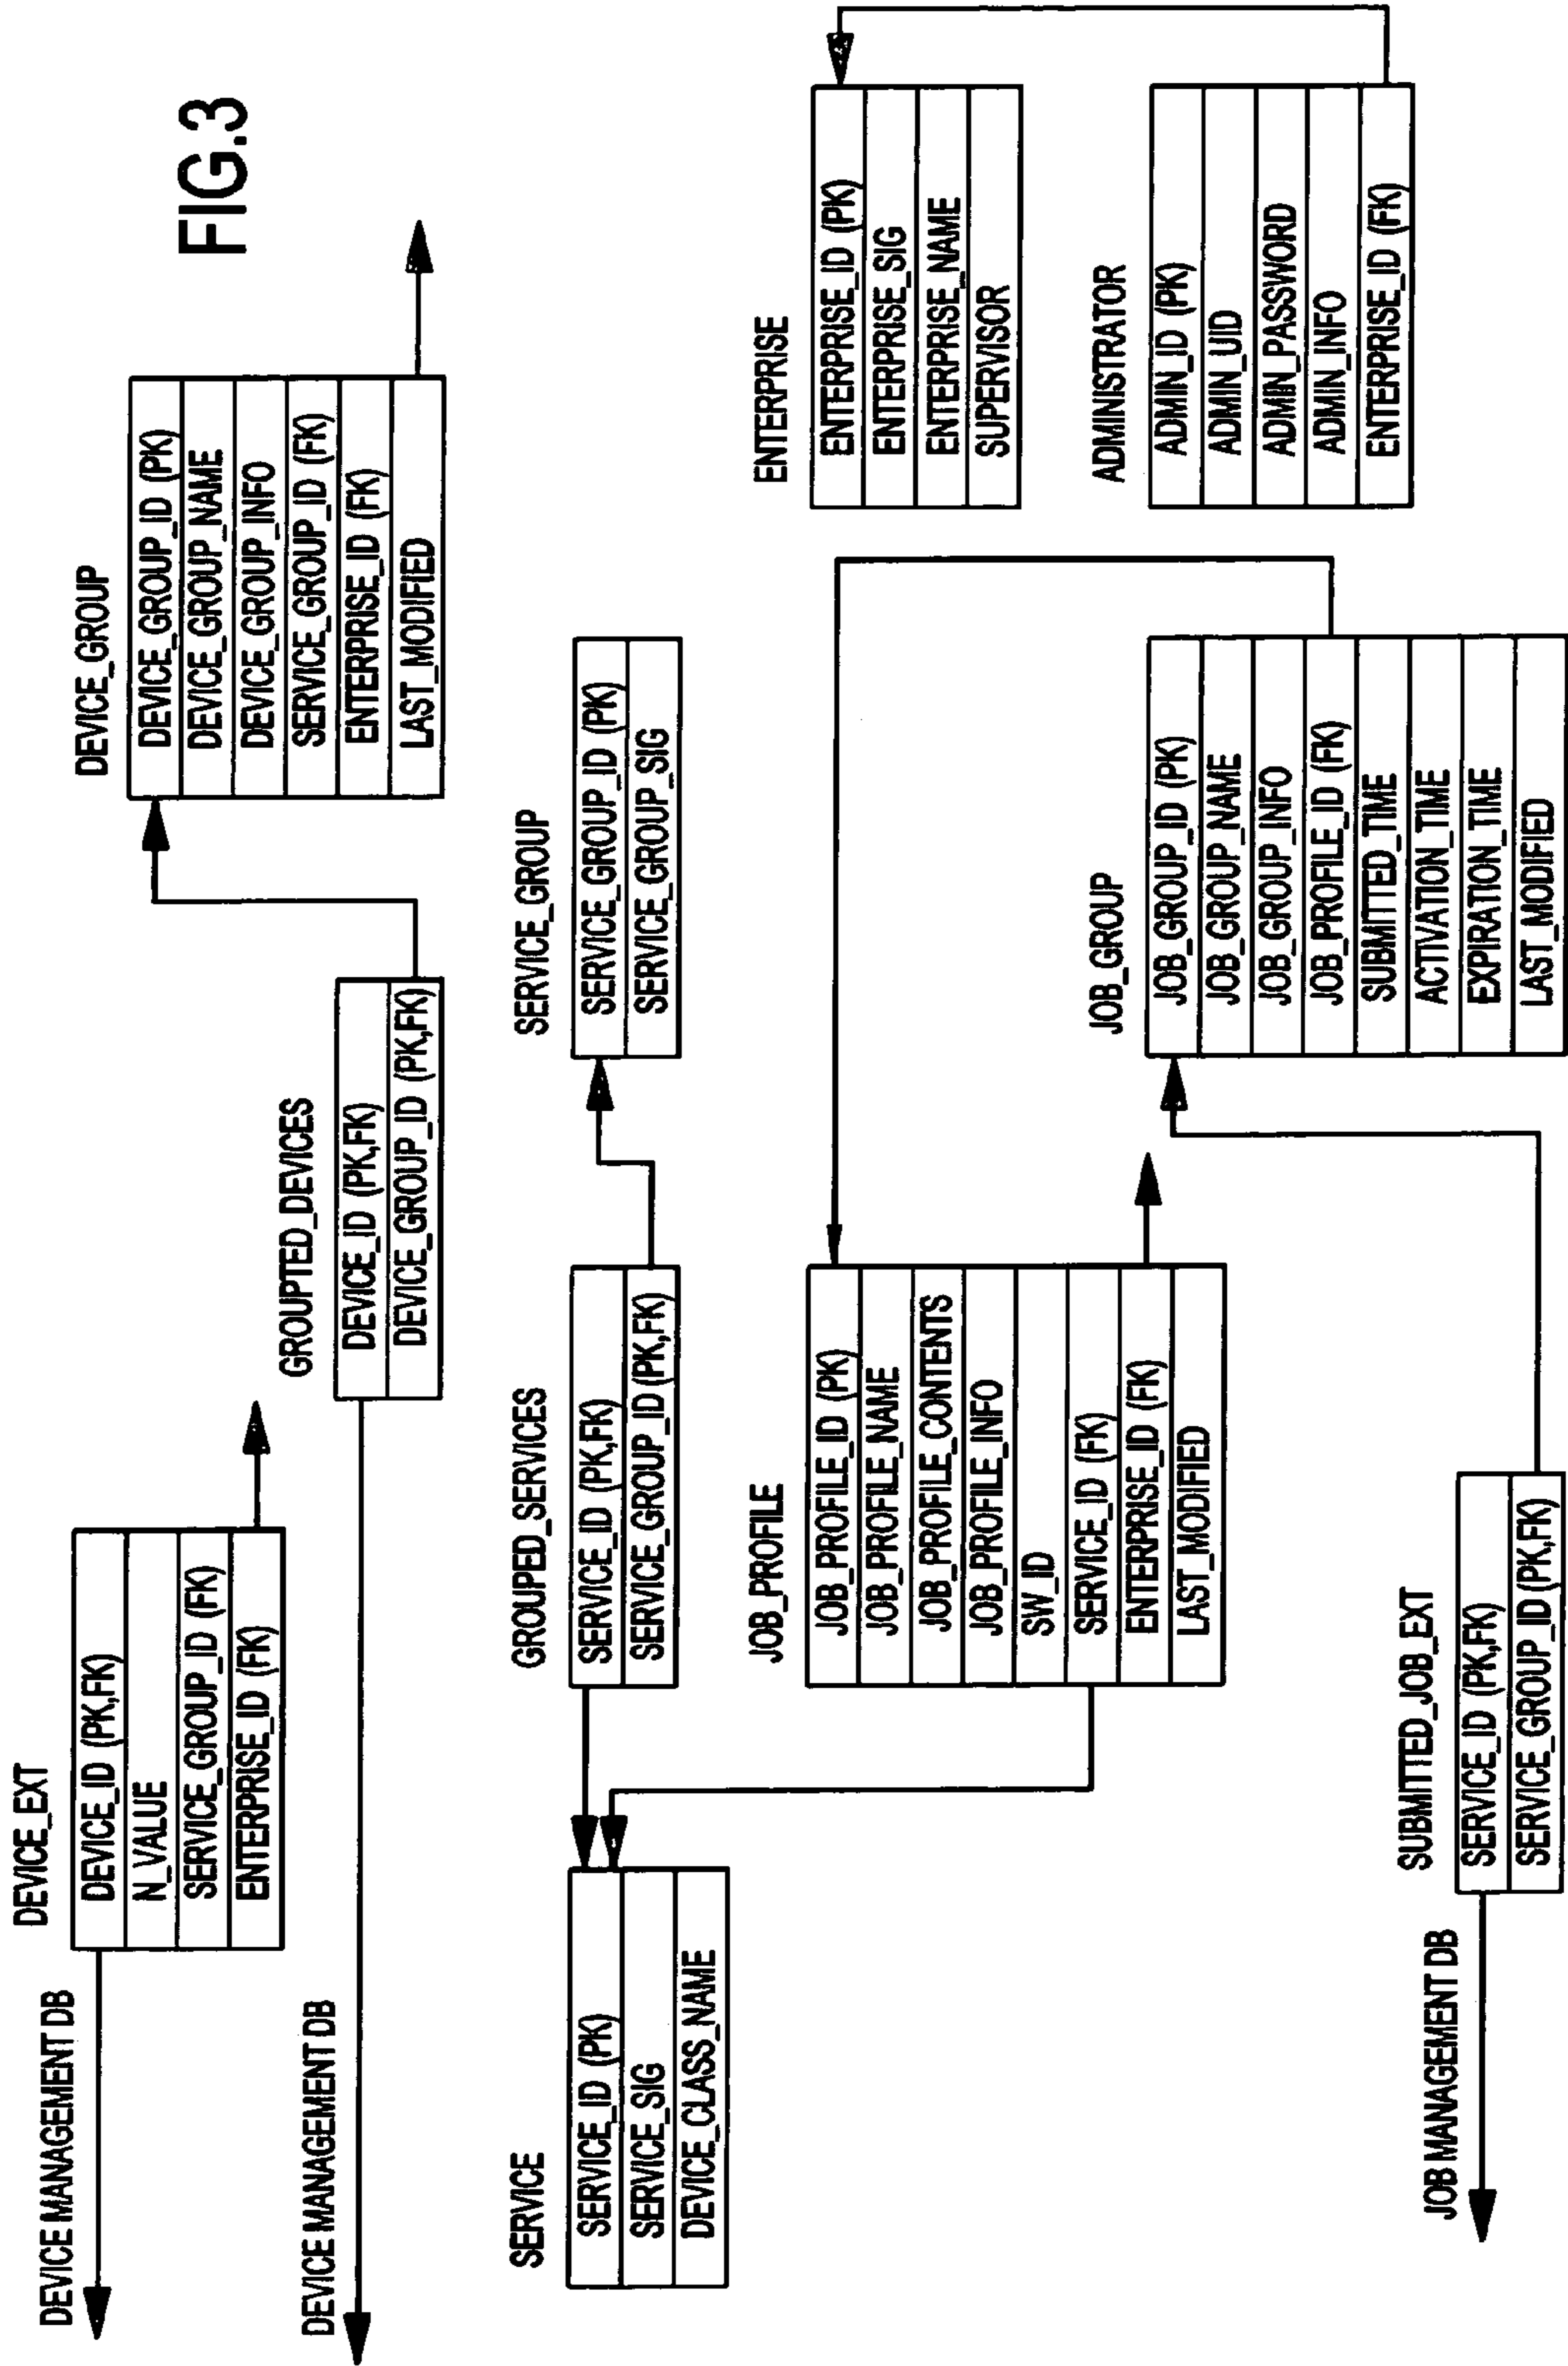 FIG.3
DEVICE MANAGEMENT DB
DEVICE_EXT
DEVICE_ID (PK,FK)
N_VALUE
SERVICE_GROUP_ID (FK)
ENTERPRISE_ID (FK)
DEVICE_GROUP
DEVICE_GROUP_ID (PK)
DEVICE_GROUP_NAME
DEVICE_GROUP_INFO
SERVICE_GROUP_ID (FK)
ENTERPRISE_ID (FK)
LAST_MODIFIED
DEVICE MANAGEMENT DB
GROUPTED_DEVICES
DEVICE_ID (PK,FK)
DEVICE_GROUP_ID (PK,FK)
SERVICE
SERVICE_ID (PK)
SERVICE_SIG
DEVICE_CLASS_NAME
GROUPED_SERVICES
SERVICE_ID (PK,FK)
SERVICE_GROUP_ID (PK,FK)
SERVICE_GROUP
SERVICE_GROUP_ID (PK)
SERVICE_GROUP_SIG
JOB_PROFILE
JOB_PROFILE_ID (PK)
JOB_PROFILE_NAME
JOB_PROFILE_CONTENTS
JOB_PROFILE_INFO
SW_ID
SERVICE_ID (FK)
ENTERPRISE_ID (FK)
LAST_MODIFIED
ENTERPRISE
ENTERPRISE_ID (PK)
ENTERPRISE_SIG
ENTERPRISE_NAME
SUPERVISOR
JOB_GROUP
JOB_GROUP_ID (PK)
JOB_GROUP_NAME
JOB_GROUP_INFO
JOB_PROFILE_ID (FK)
SUBMITTED_TIME
ACTIVATION_TIME
EXPIRATION_TIME
LAST_MODIFIED
ADMINISTRATOR
ADMIN_ID (PK)
ADMIN_UID
ADMIN_PASSWORD
ADMIN_INFO
ENTERPRISE_ID (FK)
JOB MANAGEMENT DB
SUBMITTED_JOB_EXT
SERVICE_ID (PK,FK)
SERVICE_GROUP_ID (PK,FK)